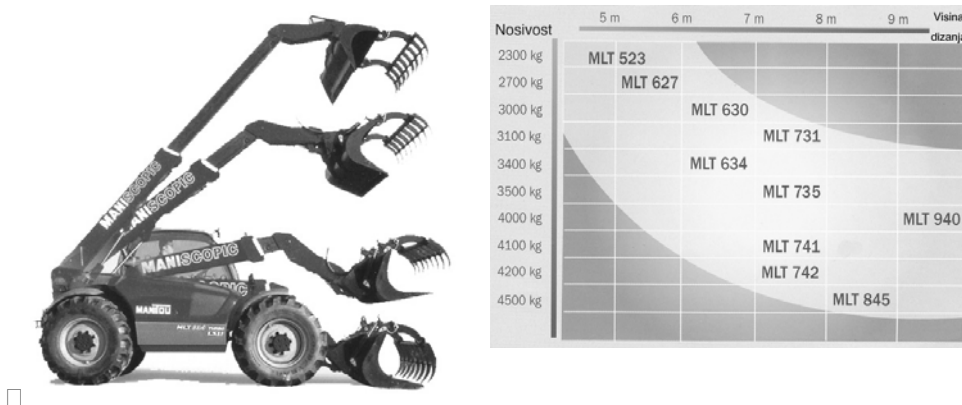 MANISCOPIC
MANISCOPIC
MANISCOPIC
MANITOU
Nosivost
5 m 6 m 7 m 8 m 9 m
Visina
dizanja
2300 kg MLT 523
2700 kg MLT 627
3000 kg MLT 630
3100 kg MLT 731
3400 kg MLT 634
3500 kg MLT 735
4000 kg MLT 940
4100 kg MLT 741
4200 kg MLT 742
4500 kg MLT 845